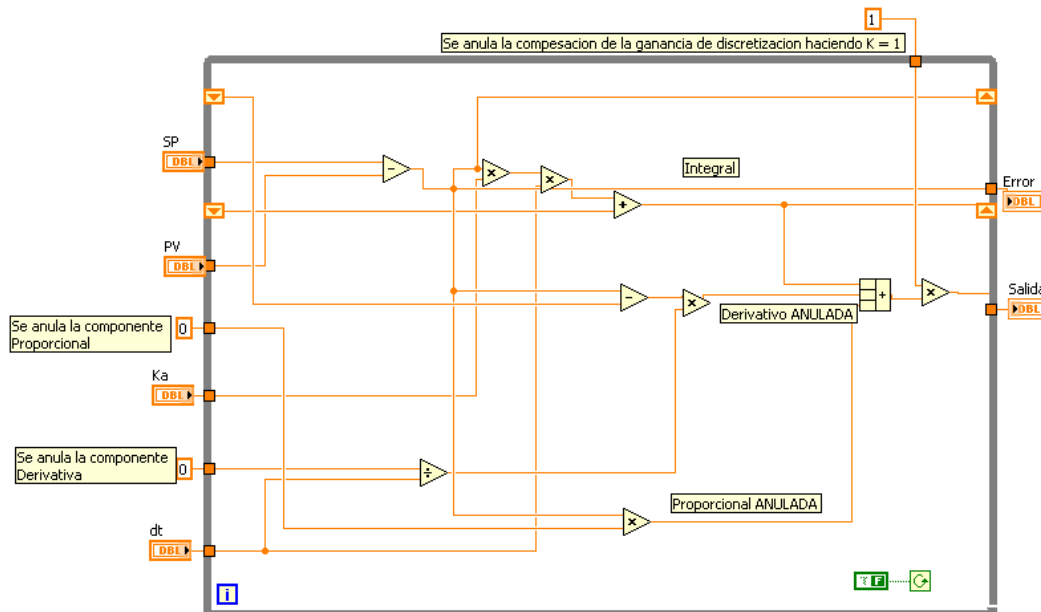 1
Se anula la compesacion de la ganancia de discretizacion haciendo K = 1
SP
DBL
Integral
Error
DBL
PV
DBL
Salida
DBL
Derivativo ANULADA
Se anula la componente
Proporcional
0
Ka
DBL
Se anula la componente
Derivativa
0
Proporcional ANULADA
dt
DBL
i
F